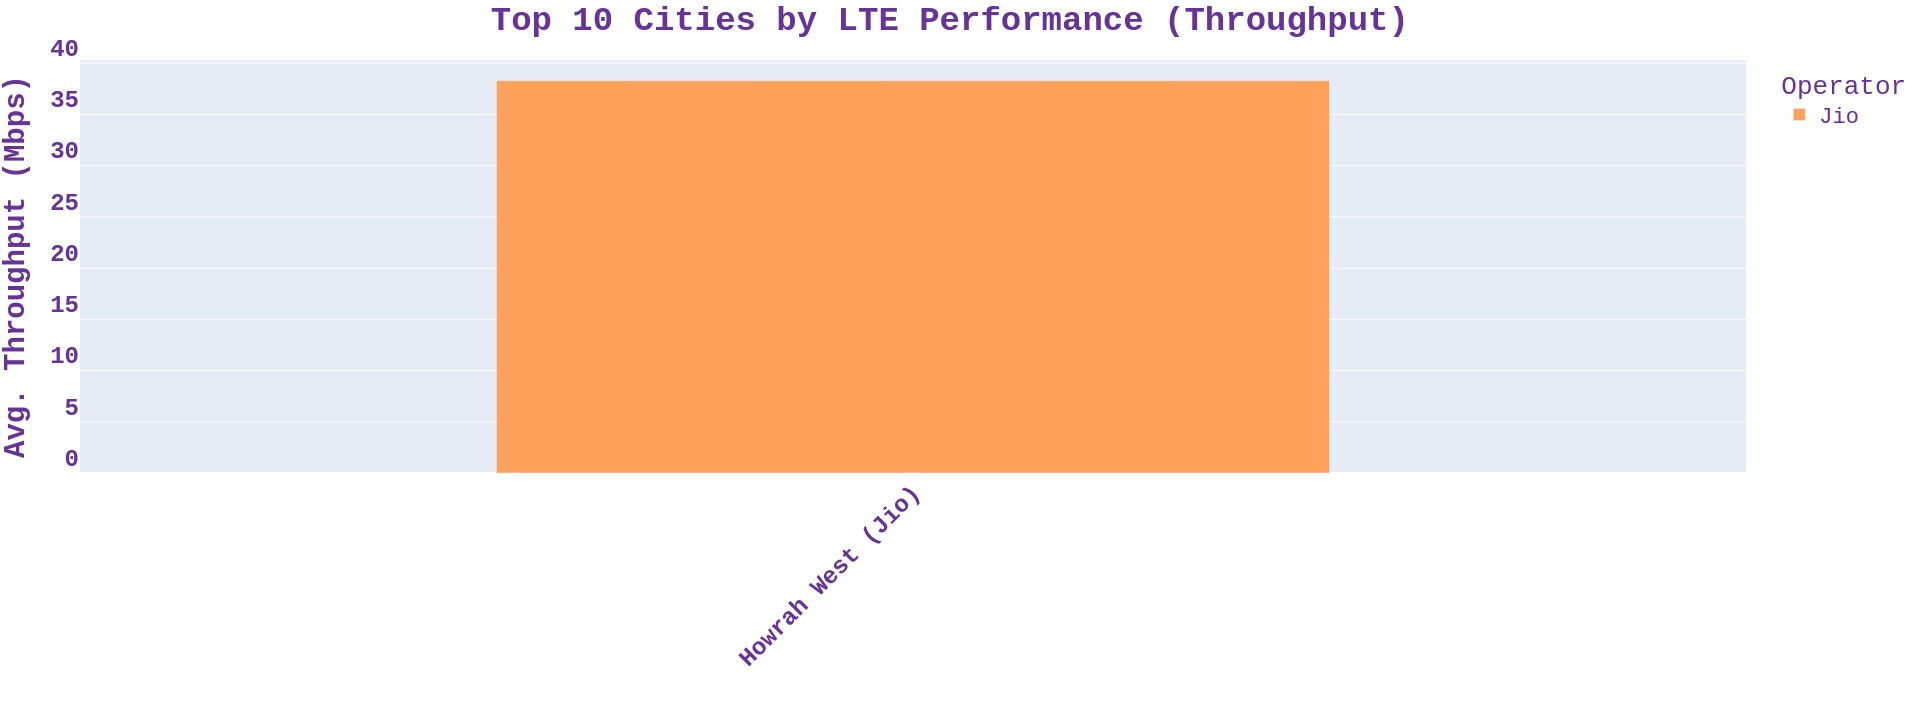 Top 10 Cities by LTE Performance (Throughput)
Avg. Throughput (Mbps)
40
35
30
25
20
15
10
5
0
Howrah West (Jio)
Operator
Jio